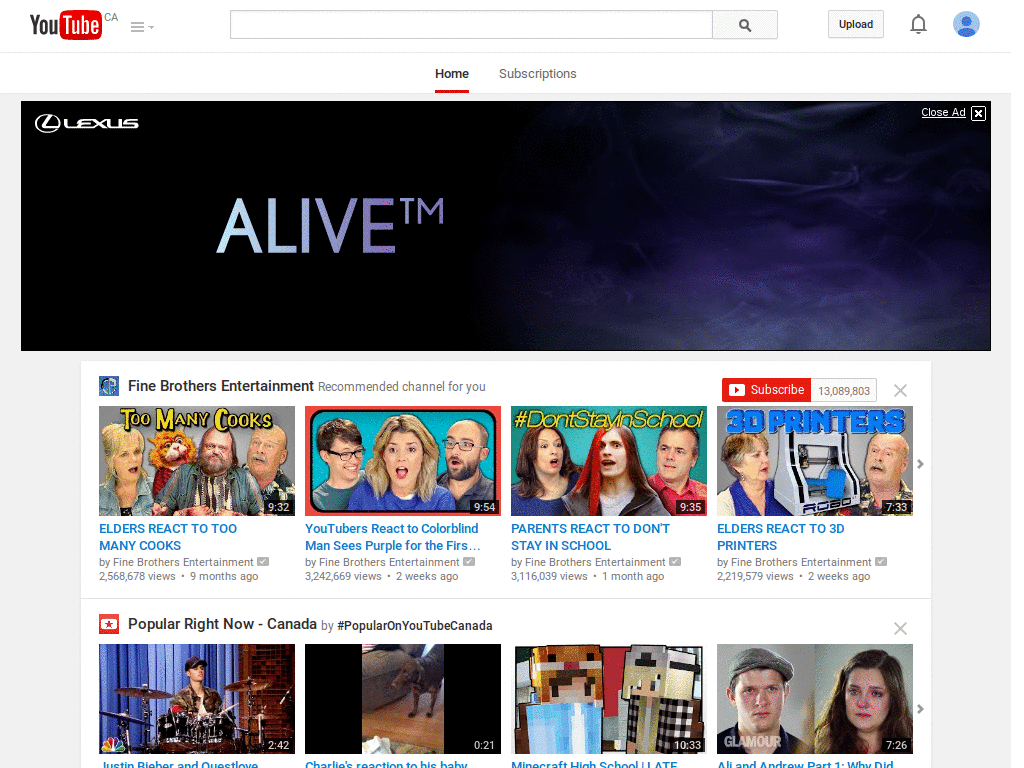 YouTube CA
Upload
Home Subscriptions
LEXUS
Close Ad
ALIVE™
Fine Brothers Entertainment Recommended channel for you
Subscribe 13,089,803
TOO MANY COOKS
9:32
9:54
#DontStayInSchool
9:35
3D PRINTERS
ROBO
7:33
ELDERS REACT TO TOO
MANY COOKS
by Fine Brothers Entertainment
2,568,678 views • 9 months ago
YouTubers React to Colorblind
Man Sees Purple for the Firs...
by Fine Brothers Entertainment
3,242,669 views • 2 weeks ago
PARENTS REACT TO DON'T
STAY IN SCHOOL
by Fine Brothers Entertainment
3,116,039 views • 1 month ago
ELDERS REACT TO 3D
PRINTERS
by Fine Brothers Entertainment
2,219,579 views • 2 weeks ago
Popular Right Now - Canada by #PopularOnYouTubeCanada
2:42
0:21
10:33
GLAMOUR
7:26
Justin Bieber and Questlove
Charlie's reaction to his baby
Minecraft High School | LATE
Ali and Andrew Part 1: Why Did